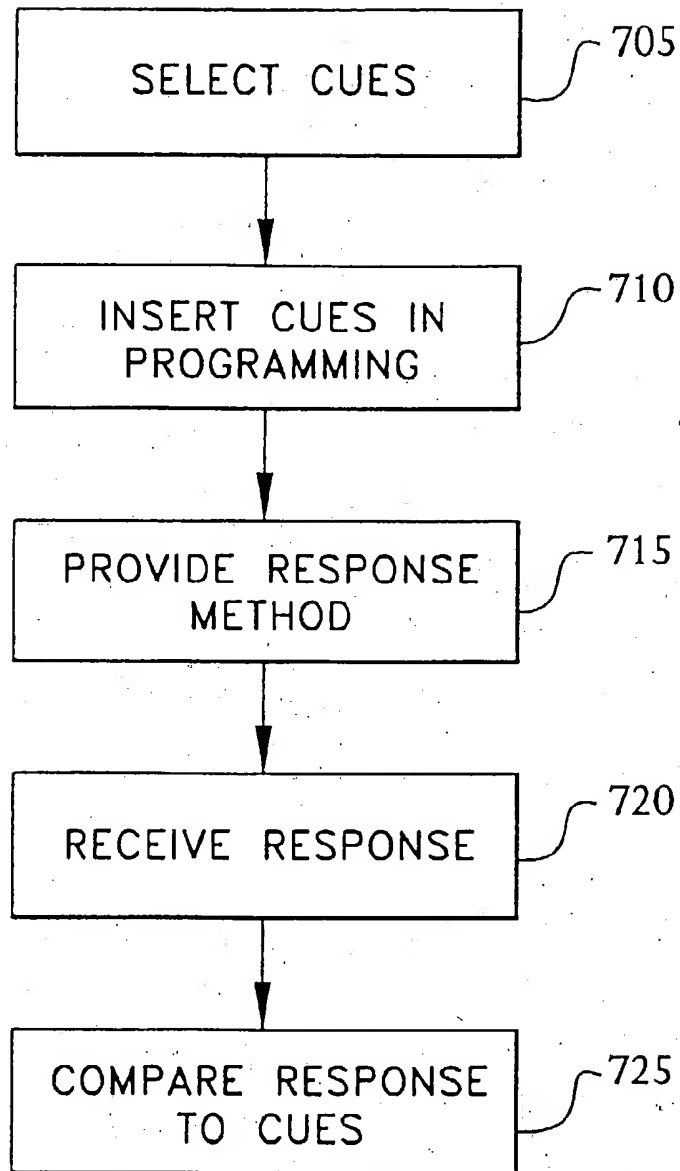 SELECT CUES
705
INSERT CUES IN
PROGRAMMING
710
PROVIDE RESPONSE
METHOD
715
RECEIVE RESPONSE
720
COMPARE RESPONSE
TO CUES
725